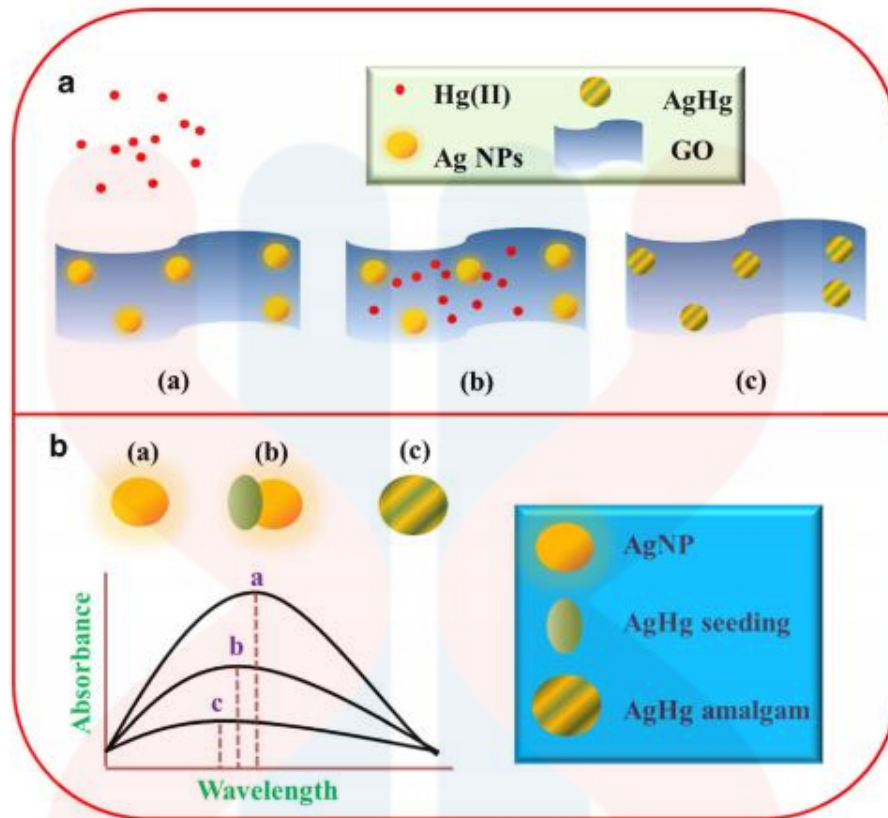 a
Hg(II)
AgHg
Ag NPs
GO
(a)
(b)
(c)
b
(a)
(b)
(c)
a
b
c
Absorbance
Wavelength
AgNP
AgHg seeding
AgHg amalgam